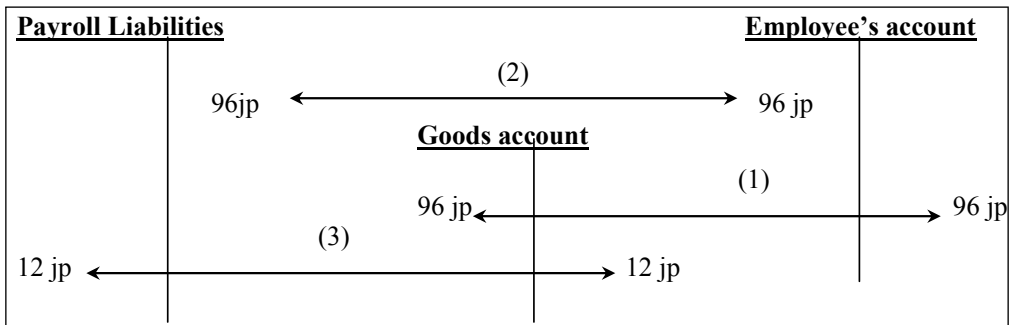 Payroll Liabilities Employee’s account
(2)
96jp 96 jp
Goods account
(1)
96 jp 96 jp
(3)
12 jp 12 jp